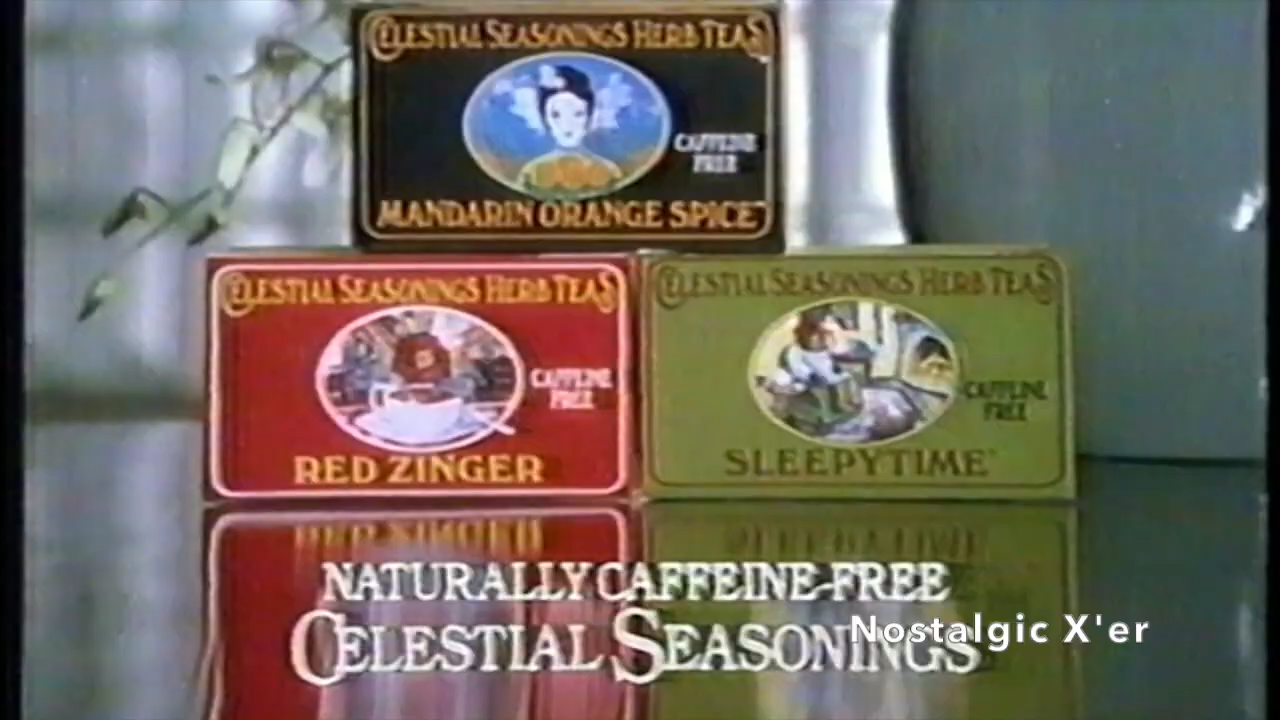 CELESTIAL SEASONINGS HERB TEAS
CAFFEINE
FREE
MANDARIN ORANGE SPICE™
CELESTIAL SEASONINGS HERB TEAS
CAFFEINE
FREE
RED ZINGER
CELESTIAL SEASONINGS HERB TEAS
CAFFEINE
FREE
SLEEPYTIME
NATURALLY CAFFEINE-FREE
CELESTIAL SEASONINGS
Nostalgic X'er